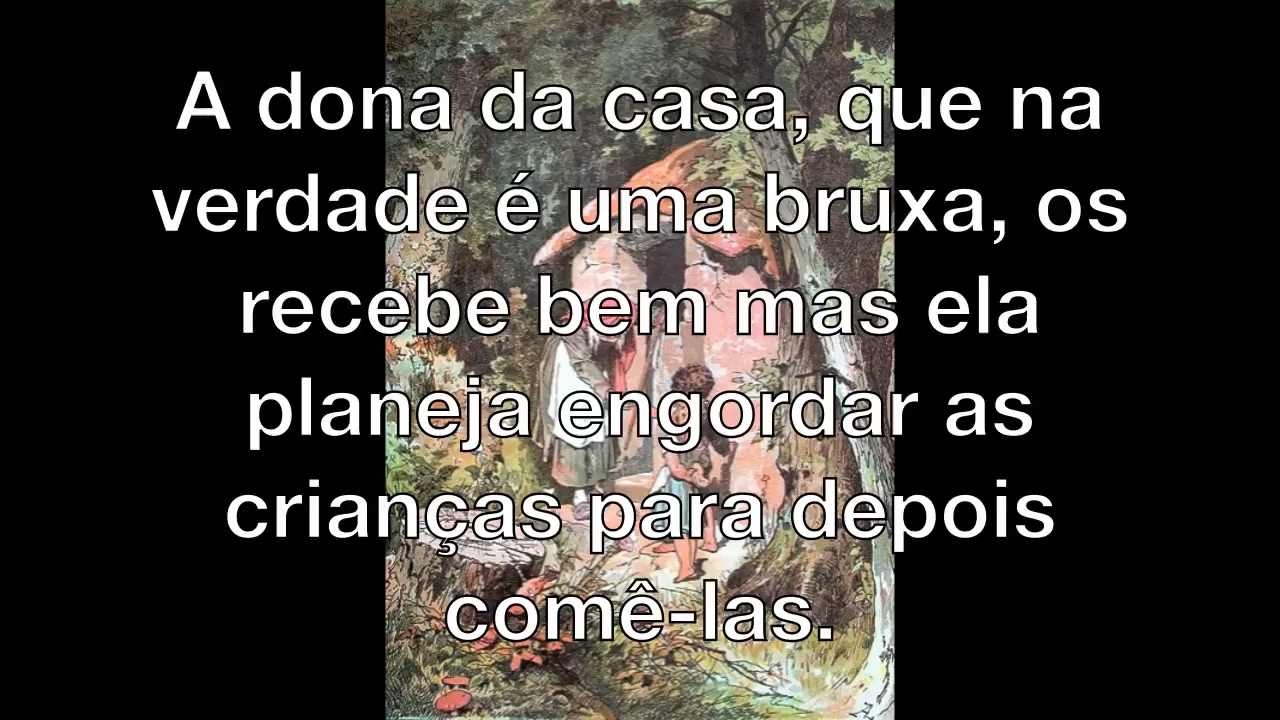 A dona da casa, que na
verdade é uma bruxa, os
recebe bem mas ela
planeja engordar as
crianças para depois
comê-las.